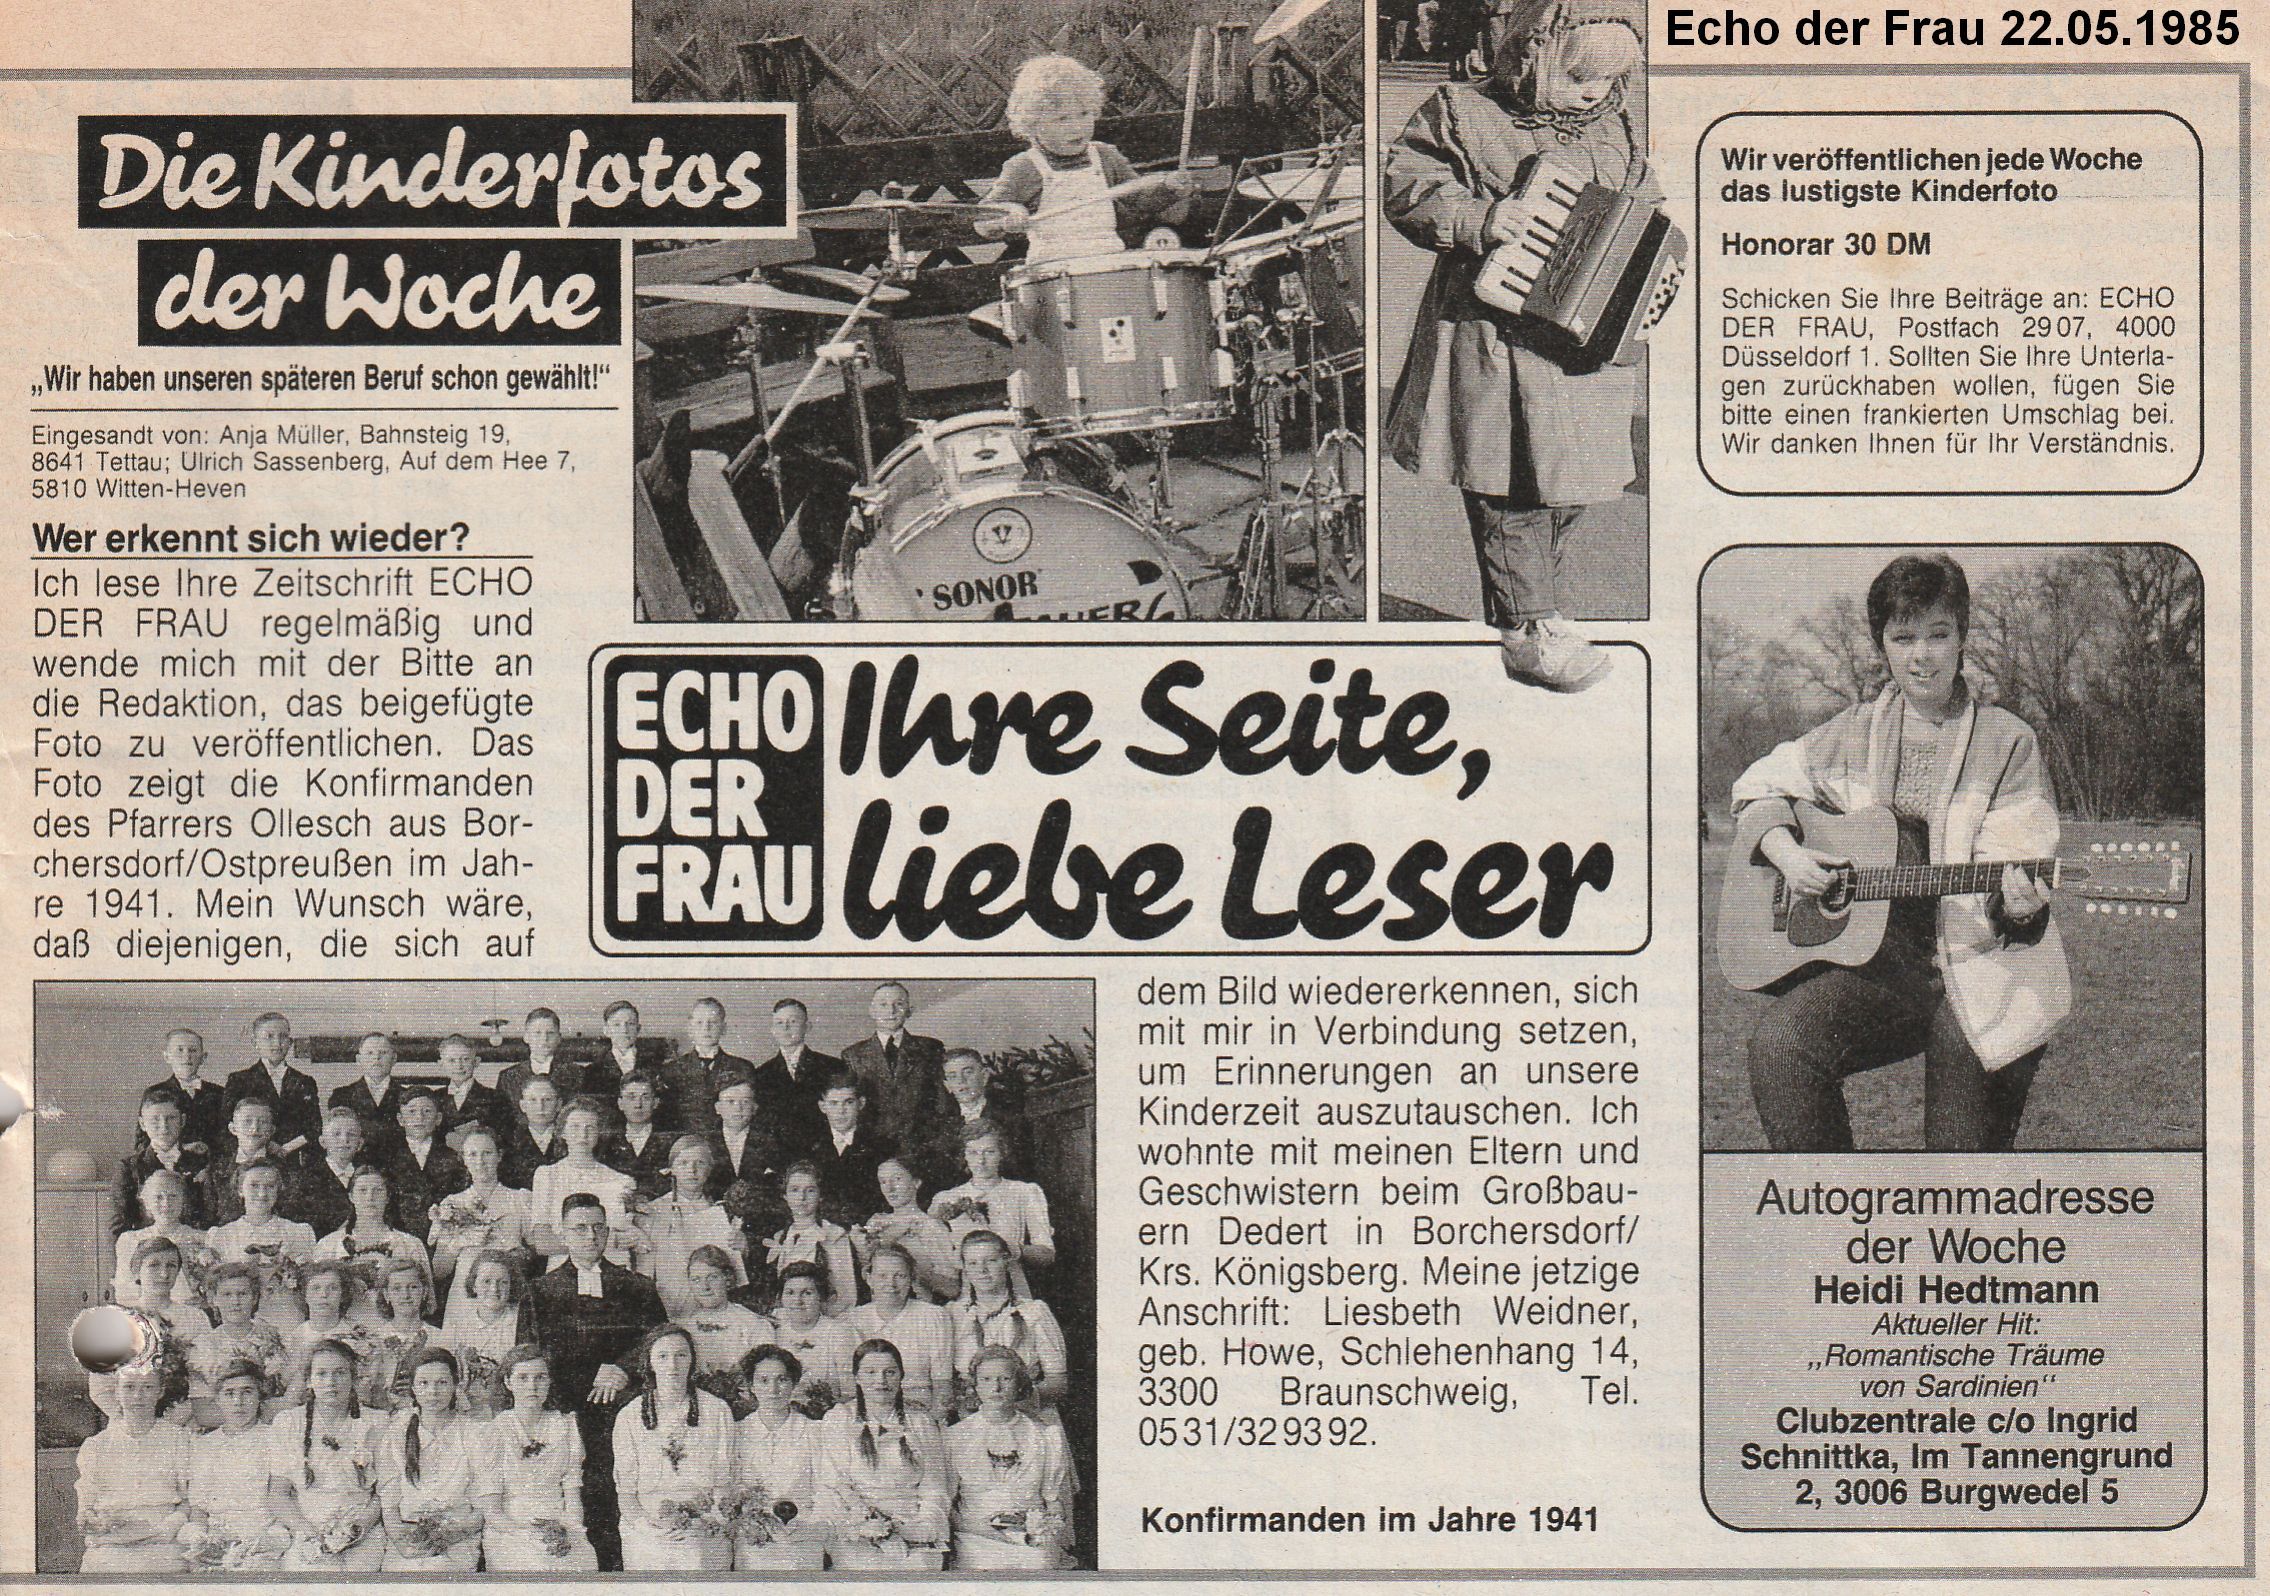 Echo der Frau 22.05.1985
Die Kinderfotos
der Woche
„Wir haben unseren späteren Beruf schon gewählt!“
Eingesandt von: Anja Müller, Bahnsteig 19,
8641 Tettau; Ulrich Sassenberg, Auf dem Hee 7,
5810 Witten-Heven
Wer erkennt sich wieder?
Ich lese Ihre Zeitschrift ECHO
DER FRAU regelmäßig und
wende mich mit der Bitte an
die Redaktion, das beigefügte
Foto zu veröffentlichen. Das
Foto zeigt die Konfirmanden
des Pfarrers Ollesch aus Bor-
chersdorf/Ostpreußen im Jah-
re 1941. Mein Wunsch wäre,
daß diejenigen, die sich auf
dem Bild wiedererkennen, sich
mit mir in Verbindung setzen,
um Erinnerungen an unsere
Kinderzeit auszutauschen. Ich
wohnte mit meinen Eltern und
Geschwistern beim Großbau-
ern Dedert in Borchersdorf/
Krs. Königsberg. Meine jetzige
Anschrift: Liesbeth Weidner,
geb. Howe, Schlehenhang 14,
3300 Braunschweig, Tel.
0531/329392.
Konfirmanden im Jahre 1941
V
SONOR
ECHO
DER
FRAU
Ihre Seite,
liebe Leser
Wir veröffentlichen jede Woche
das lustigste Kinderfoto
Honorar 30 DM
Schicken Sie Ihre Beiträge an: ECHO
DER FRAU, Postfach 2907, 4000
Düsseldorf 1. Sollten Sie Ihre Unterla-
gen zurückhaben wollen, fügen Sie
bitte einen frankierten Umschlag bei.
Wir danken Ihnen für Ihr Verständnis.
Autogrammadresse
der Woche
Heidi Hedtmann
Aktueller Hit:
„Romantische Träume
von Sardinien“
Clubzentrale c/o Ingrid
Schnittka, Im Tannengrund
2, 3006 Burgwedel 5